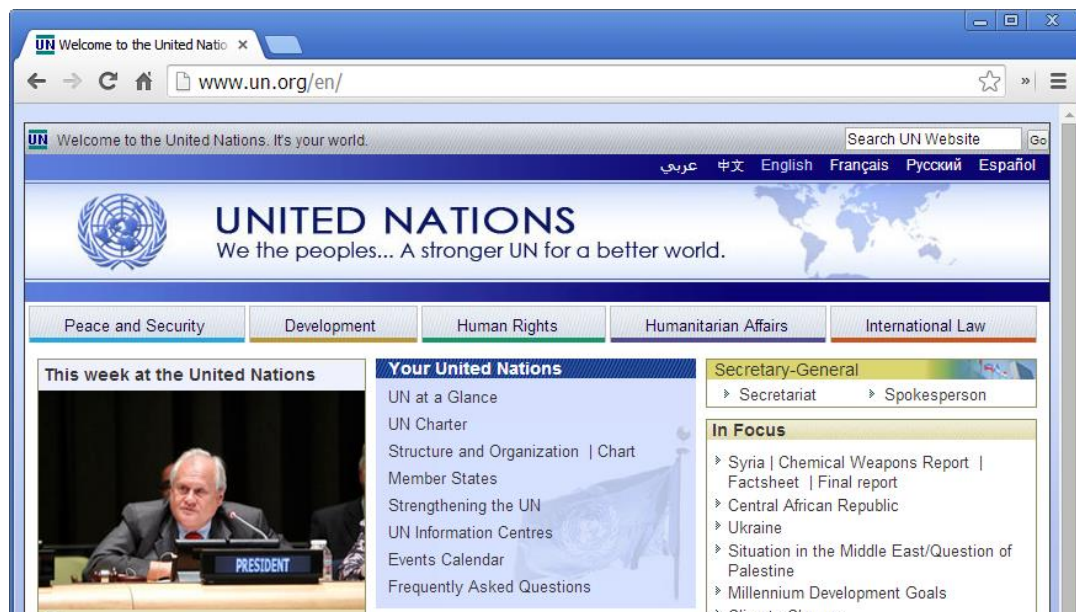 UN Welcome to the United Natio
www.un.org/en/
UN Welcome to the United Nations. It's your world.
Search UN Website Go
عربي 中文 English Français Русский Español
UNITED NATIONS
We the peoples... A stronger UN for a better world.
Peace and Security Development Human Rights Humanitarian Affairs International Law
This week at the United Nations
PRESIDENT
Your United Nations
UN at a Glance
UN Charter
Structure and Organization | Chart
Member States
Strengthening the UN
UN Information Centres
Events Calendar
Frequently Asked Questions
Secretary-General
Secretariat Spokesperson
In Focus
Syria | Chemical Weapons Report |
Factsheet | Final report
Central African Republic
Ukraine
Situation in the Middle East/Question of
Palestine
Millennium Development Goals